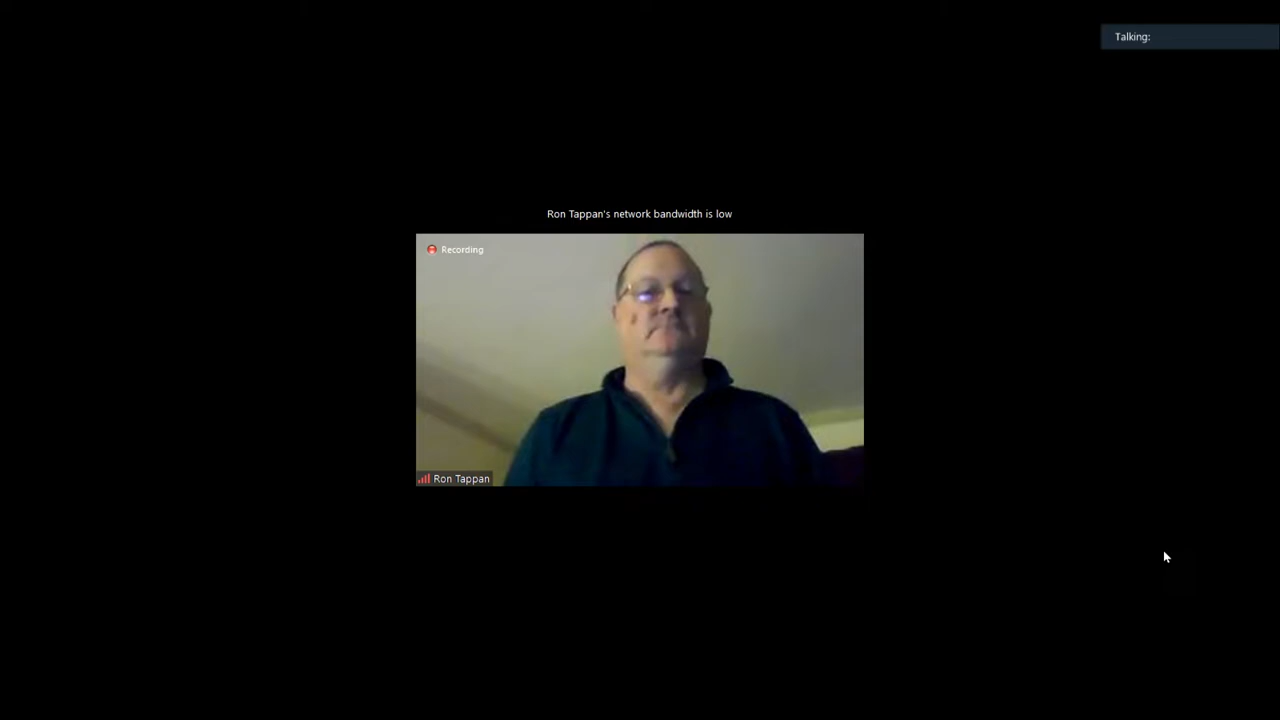 Talking:
Ron Tappan's network bandwidth is low
Recording
Ron Tappan